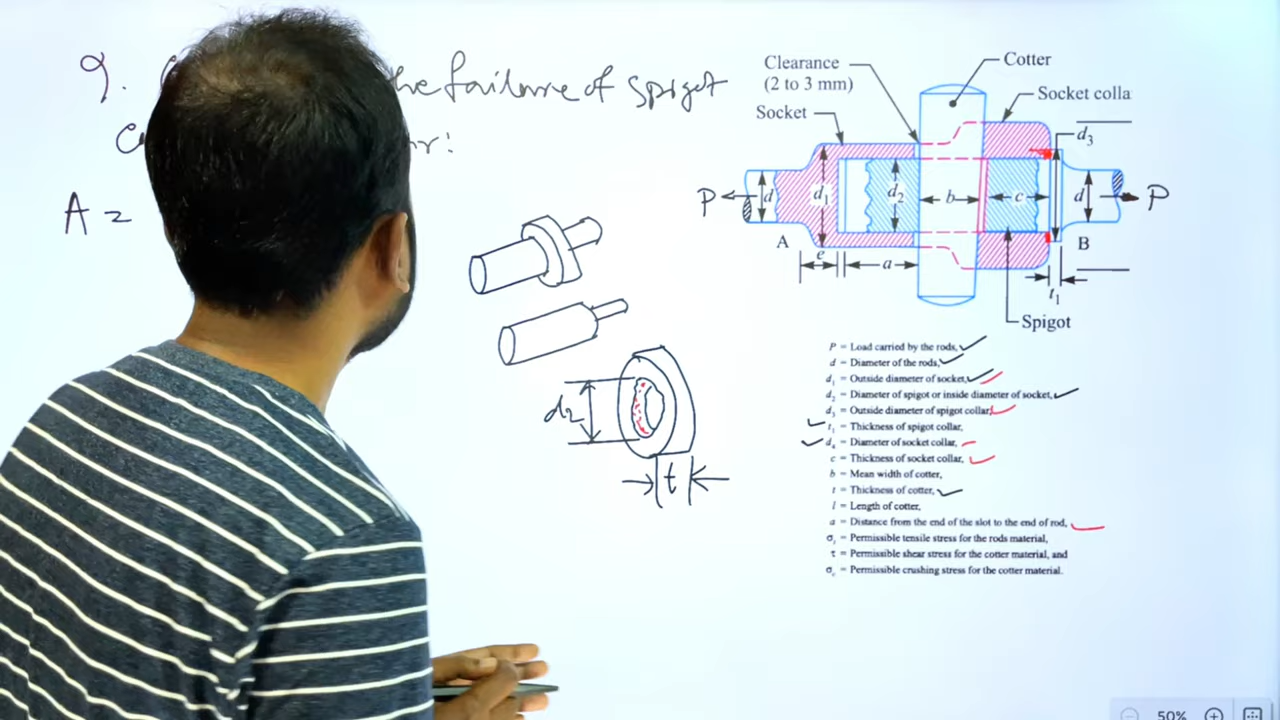 9. he failure of spigot
A =
d2
t
Clearance
(2 to 3 mm)
Socket
Cotter
Socket colla
d3
P d d1 d2 b c d P
A B
e a
t1
Spigot
P = Load carried by the rods,
d = Diameter of the rods,
d1 = Outside diameter of socket,
d2 = Diameter of spigot or inside diameter of socket,
d3 = Outside diameter of spigot collar,
t1 = Thickness of spigot collar,
d4 = Diameter of socket collar,
c = Thickness of socket collar,
b = Mean width of cotter,
t = Thickness of cotter,
l = Length of cotter,
a = Distance from the end of the slot to the end of rod,
σt = Permissible tensile stress for the rods material,
τ = Permissible shear stress for the cotter material, and
σc = Permissible crushing stress for the cotter material.
50%